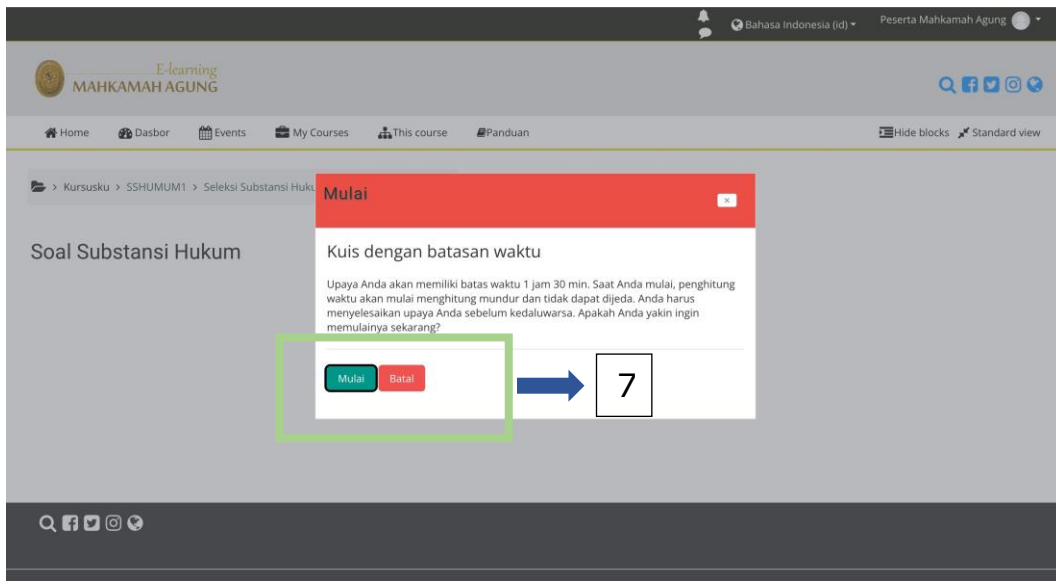 Bahasa Indonesia (id)
Peserta Mahkamah Agung
E-learning
MAHKAMAH AGUNG
Home Dasbor Events My Courses This course Panduan Hide blocks Standard view
> Kursusku > SSHUMUM1 > Seleksi Substansi Huku
Mulai
×
Soal Substansi Hukum
Kuis dengan batasan waktu
Upaya Anda akan memiliki batas waktu 1 jam 30 min. Saat Anda mulai, penghitung
waktu akan mulai menghitung mundur dan tidak dapat dijeda. Anda harus
menyelesaikan upaya Anda sebelum kedaluwarsa. Apakah Anda yakin ingin
memulainya sekarang?
Mulai Batal
7